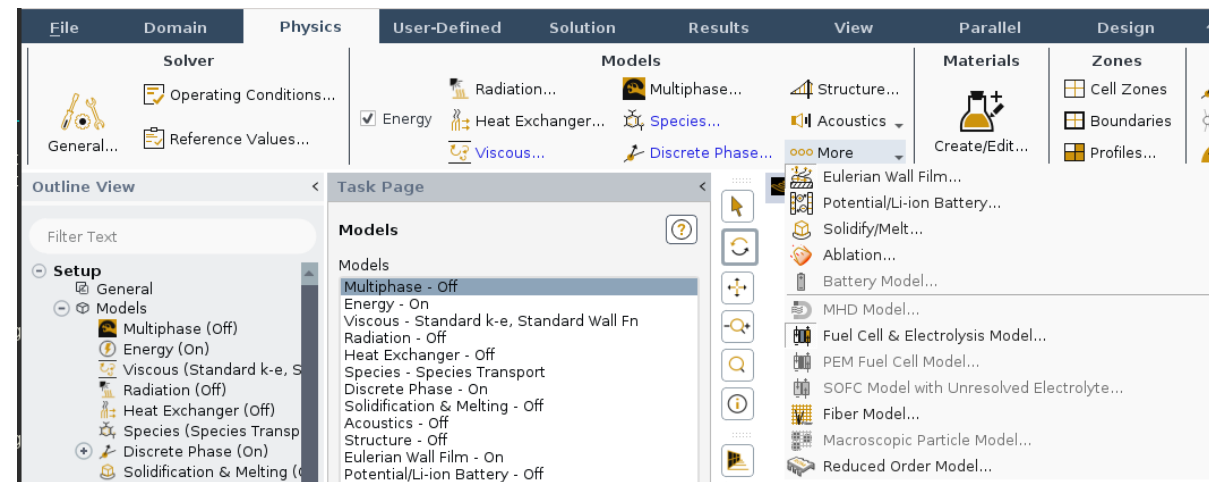 File Domain Physics User-Defined Solution Results View Parallel Design
Solver Models Materials Zones
General...
Operating Conditions...
Reference Values...
Energy
Radiation...
Heat Exchanger...
Viscous...
Multiphase...
Species...
Discrete Phase...
Structure...
Acoustics
More
Create/Edit...
Cell Zones
Boundaries
Profiles...
Outline View <
Filter Text
Setup
General
Models
Multiphase (Off)
Energy (On)
Viscous (Standard k-e, S
Radiation (Off)
Heat Exchanger (Off)
Species (Species Transp
Discrete Phase (On)
Solidification & Melting (
Task Page <
Models
Models
Multiphase - Off
Energy - On
Viscous - Standard k-e, Standard Wall Fn
Radiation - Off
Heat Exchanger - Off
Species - Species Transport
Discrete Phase - On
Solidification & Melting - Off
Acoustics - Off
Structure - Off
Eulerian Wall Film - On
Potential/Li-ion Battery - Off
Eulerian Wall Film...
Potential/Li-ion Battery...
Solidify/Melt...
Ablation...
Battery Model...
MHD Model...
Fuel Cell & Electrolysis Model...
PEM Fuel Cell Model...
SOFC Model with Unresolved Electrolyte...
Fiber Model...
Macroscopic Particle Model...
Reduced Order Model...